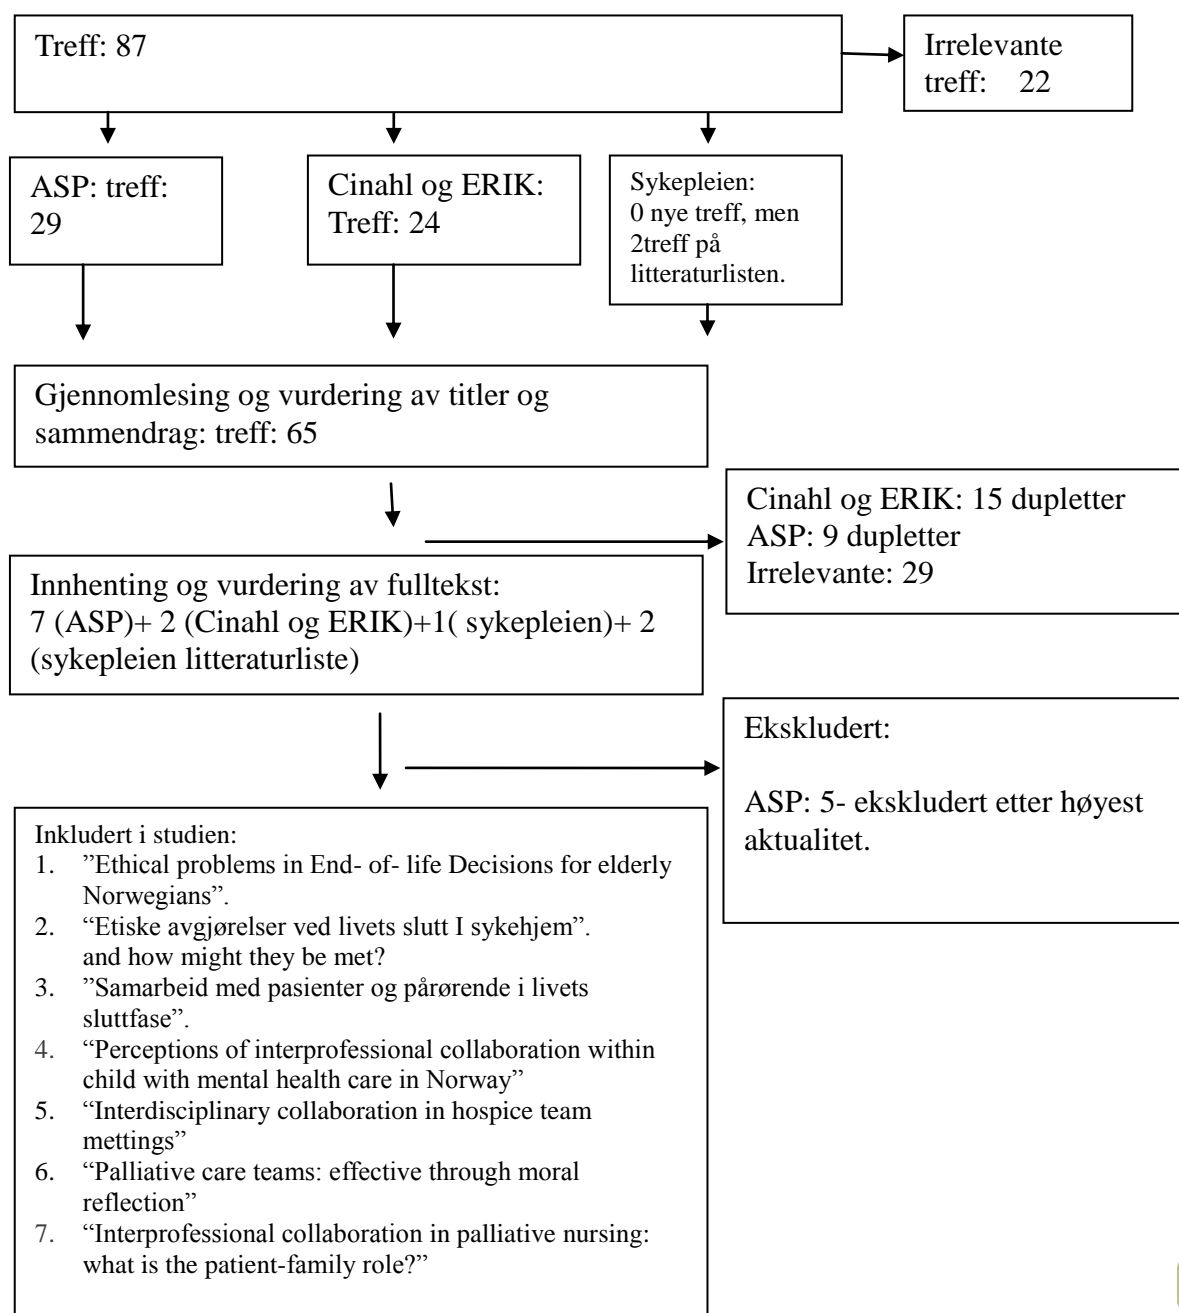 Treff: 87
Irrelevante
treff: 22
ASP: treff:
29
Cinahl og ERIK:
Treff: 24
Sykepleien:
0 nye treff, men
2treff på
litteraturlisten.
Gjennomlesing og vurdering av titler og
sammendrag: treff: 65
Cinahl og ERIK: 15 dupletter
ASP: 9 dupletter
Irrelevante: 29
Innhenting og vurdering av fulltekst:
7 (ASP)+ 2 (Cinahl og ERIK)+1( sykepleien)+ 2
(sykepleien litteraturliste)
Ekskludert:
ASP: 5- ekskludert etter høyest
aktualitet.
Inkludert i studien:
1. ”Ethical problems in End- of- life Decisions for elderly
Norwegians”.
2. “Etiske avgjørelser ved livets slutt I sykehjem”.
and how might they be met?
3. ”Samarbeid med pasienter og pårørende i livets
sluttfase”.
4. “Perceptions of interprofessional collaboration within
child with mental health care in Norway”
5. “Interdisciplinary collaboration in hospice team
mettings”
6. “Palliative care teams: effective through moral
reflection”
7. “Interprofessional collaboration in palliative nursing:
what is the patient-family role?”